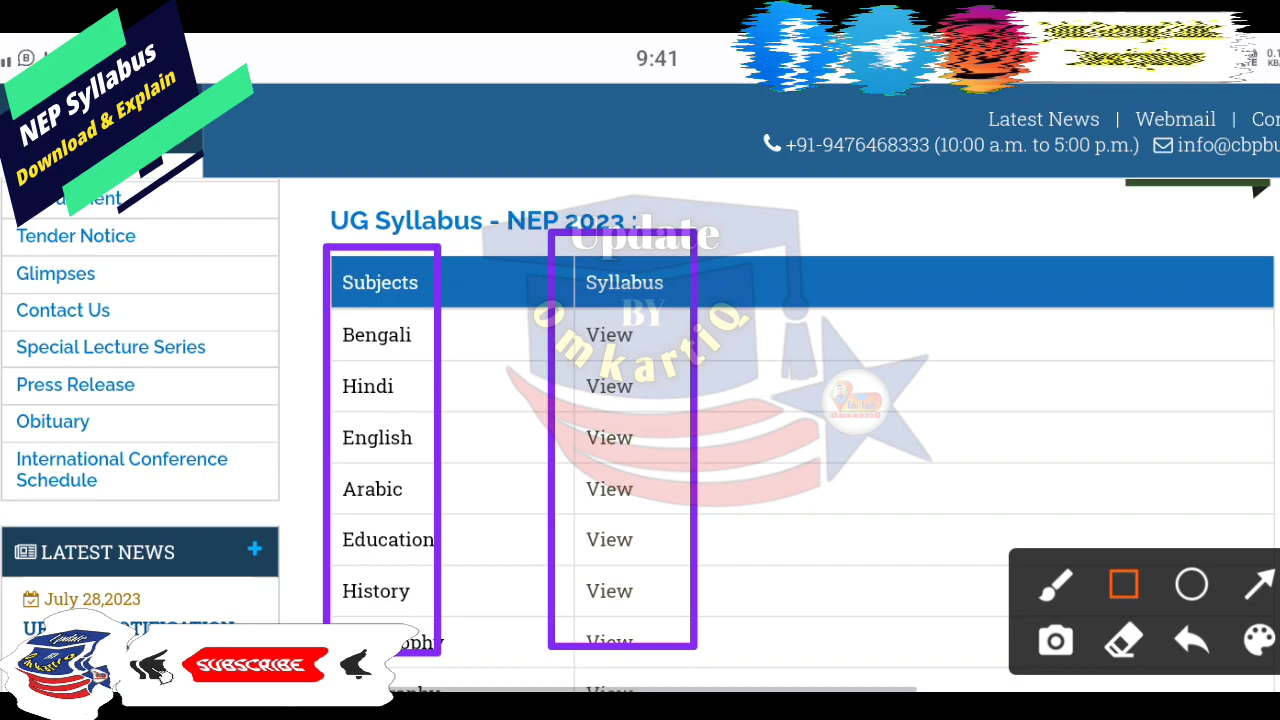 NEP Syllabus
Download & Explain
9:41
Latest News | Webmail |
+91-9476468333 (10:00 a.m. to 5:00 p.m.)
Tender Notice
Glimpses
Contact Us
Special Lecture Series
Press Release
Obituary
International Conference
Schedule
LATEST NEWS
July 28,2023
UG Syllabus - NEP 2023 :
Subjects Syllabus
Bengali View
Hindi View
English View
Arabic View
Education View
History View
View
Update
BY
OmkartiQ
SUBSCRIBE